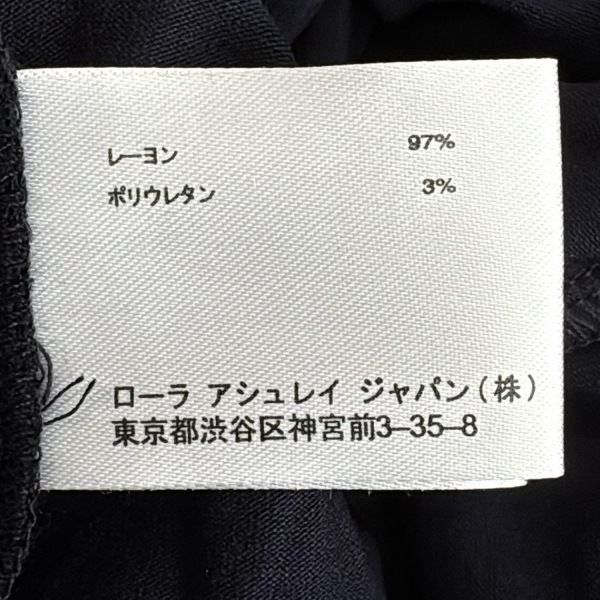 レーヨン 97%
ポリウレタン 3%
ローラ アシュレイ ジャパン(株)
東京都渋谷区神宮前3-35-8